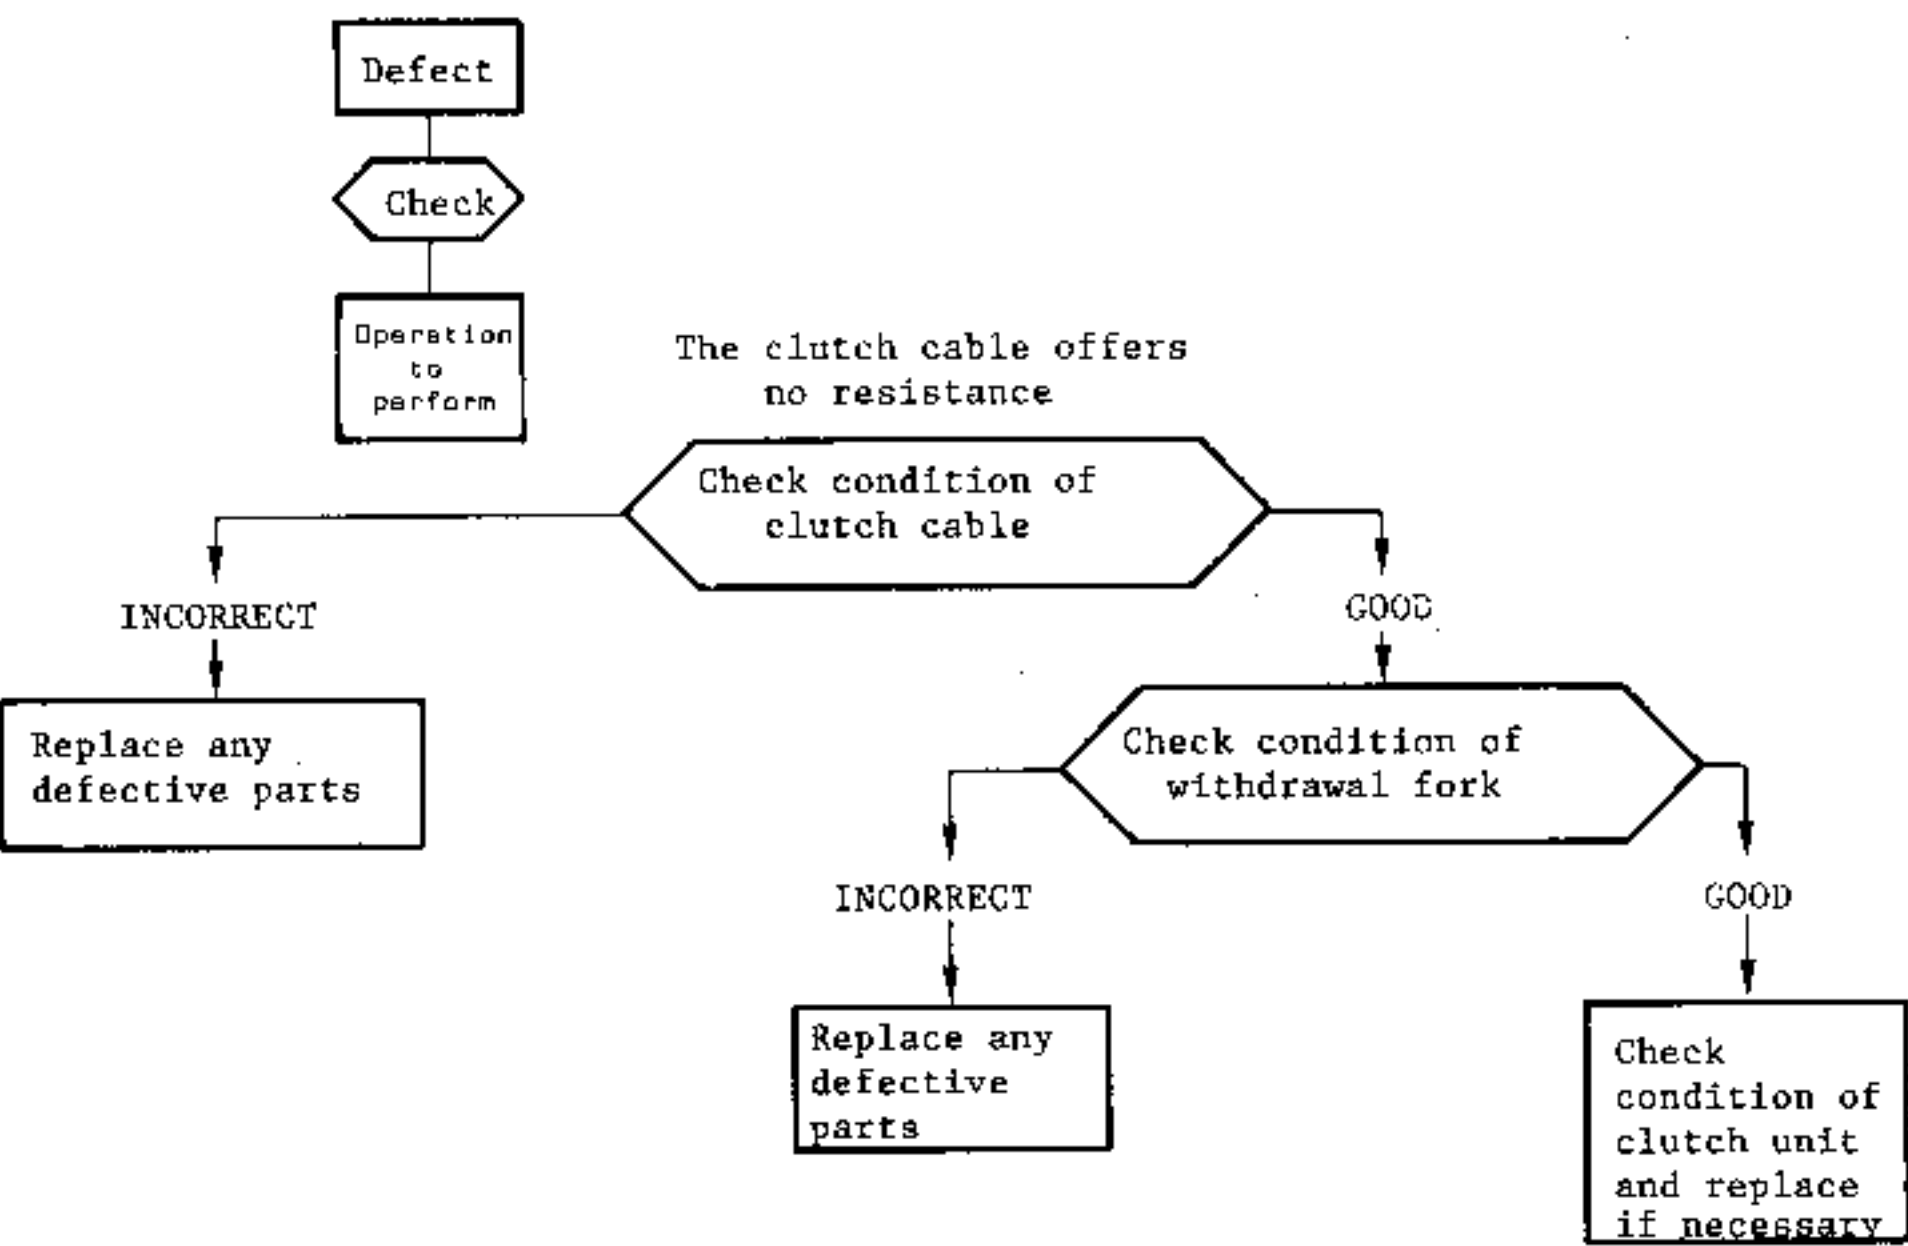 Defect
Check
Operation
to
perform
The clutch cable offers
no resistance
Check condition of
clutch cable
INCORRECT
GOOD
Replace any
defective parts
Check condition of
withdrawal fork
INCORRECT
GOOD
Replace any
defective
parts
Check
condition of
clutch unit
and replace
if necessary